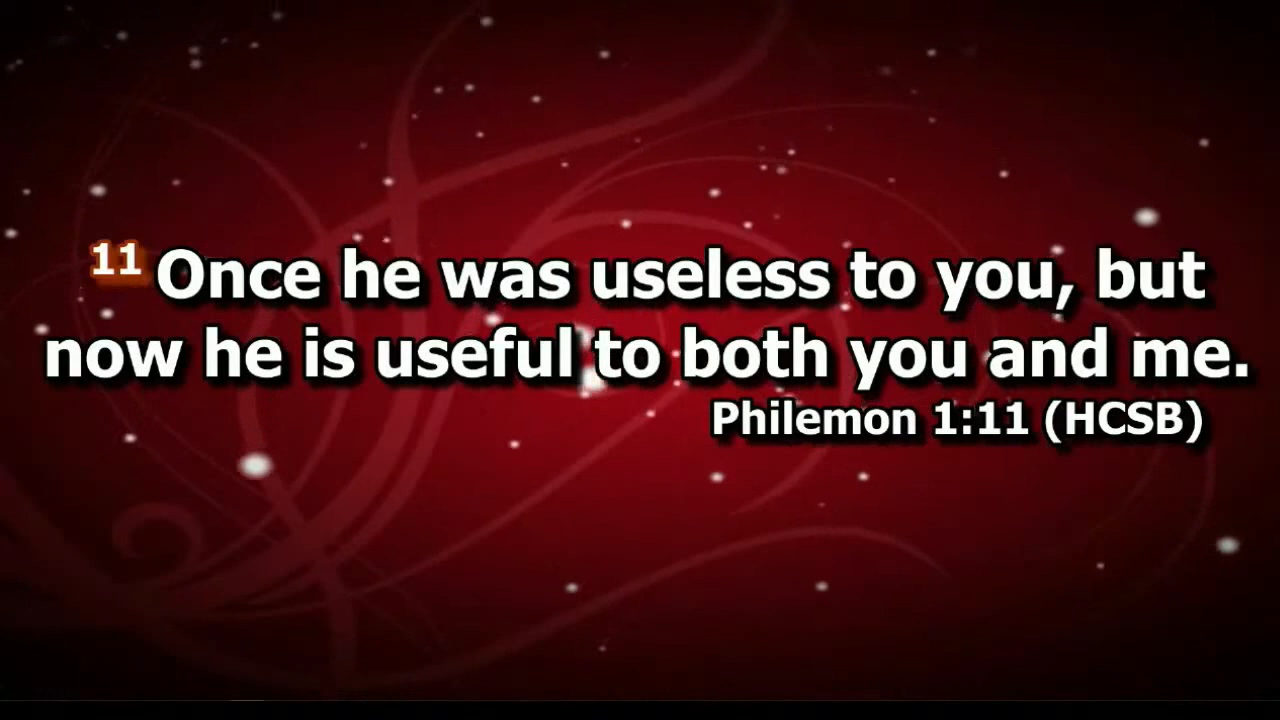 11 Once he was useless to you, but
now he is useful to both you and me.
Philemon 1:11 (HCSB)